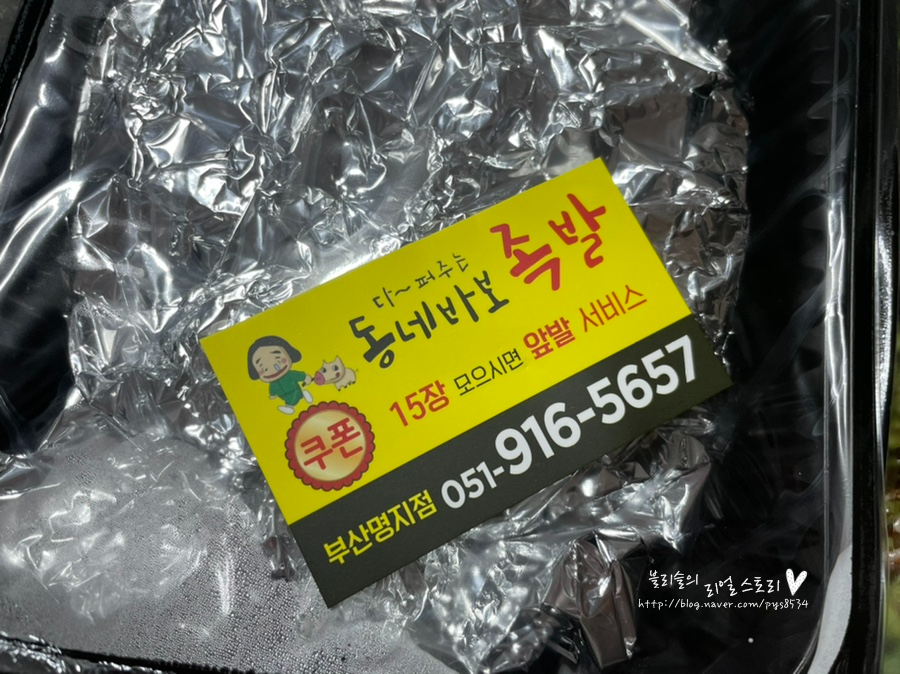 다~퍼주는
동네바보 족발
쿠폰
15장 모으시면 앞발 서비스
부산명지점 051-916-5657
블리슬의 리얼스토리
http://blog.naver.com/pys8534